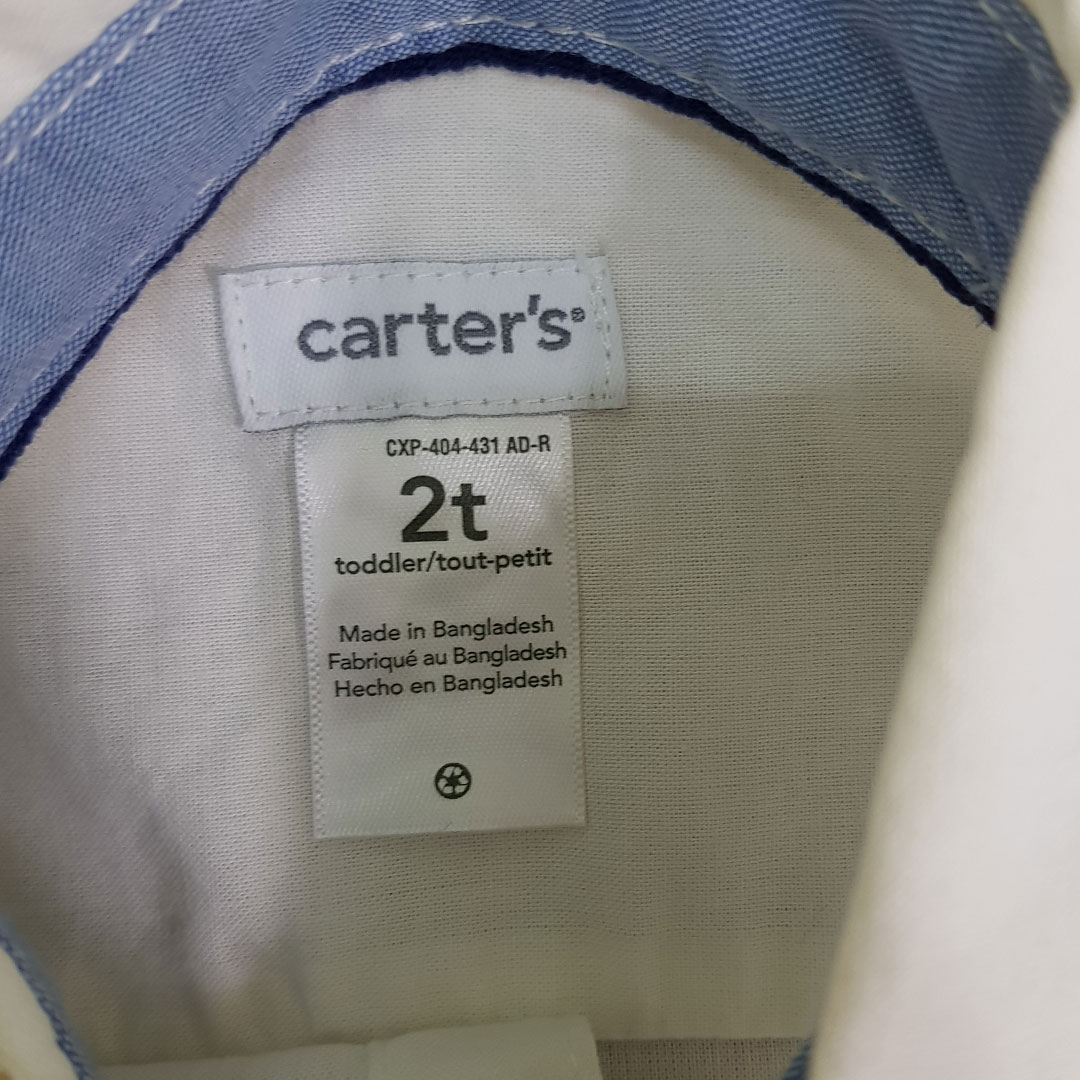 carter's®
CXP-404-431 AD-R
2t
toddler/tout-petit
Made in Bangladesh
Fabriqué au Bangladesh
Hecho en Bangladesh